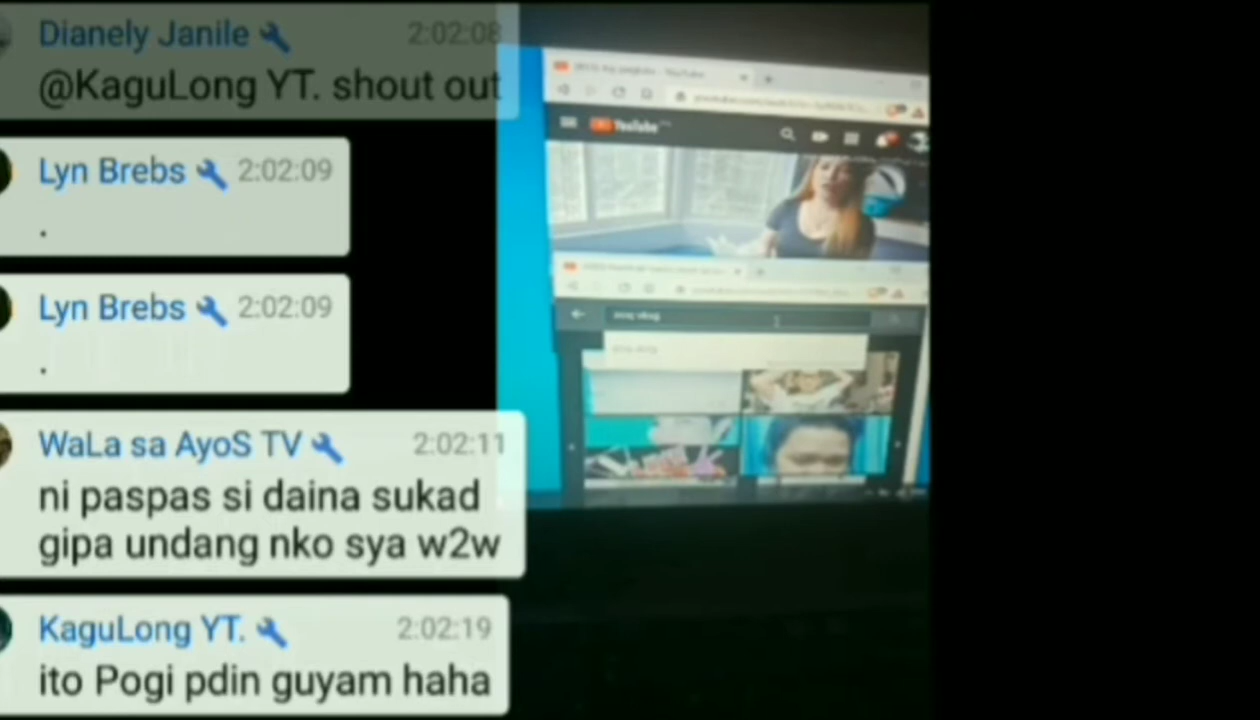 Dianely Janile 2:02:08
@KaguLong YT. shout out
Lyn Brebs 2:02:09
.
Lyn Brebs 2:02:09
.
WaLa sa AyoS TV 2:02:11
ni paspas si daina sukad
gipa undang nko sya w2w
KaguLong YT. 2:02:19
ito Pogi pdin guyam haha
YouTube